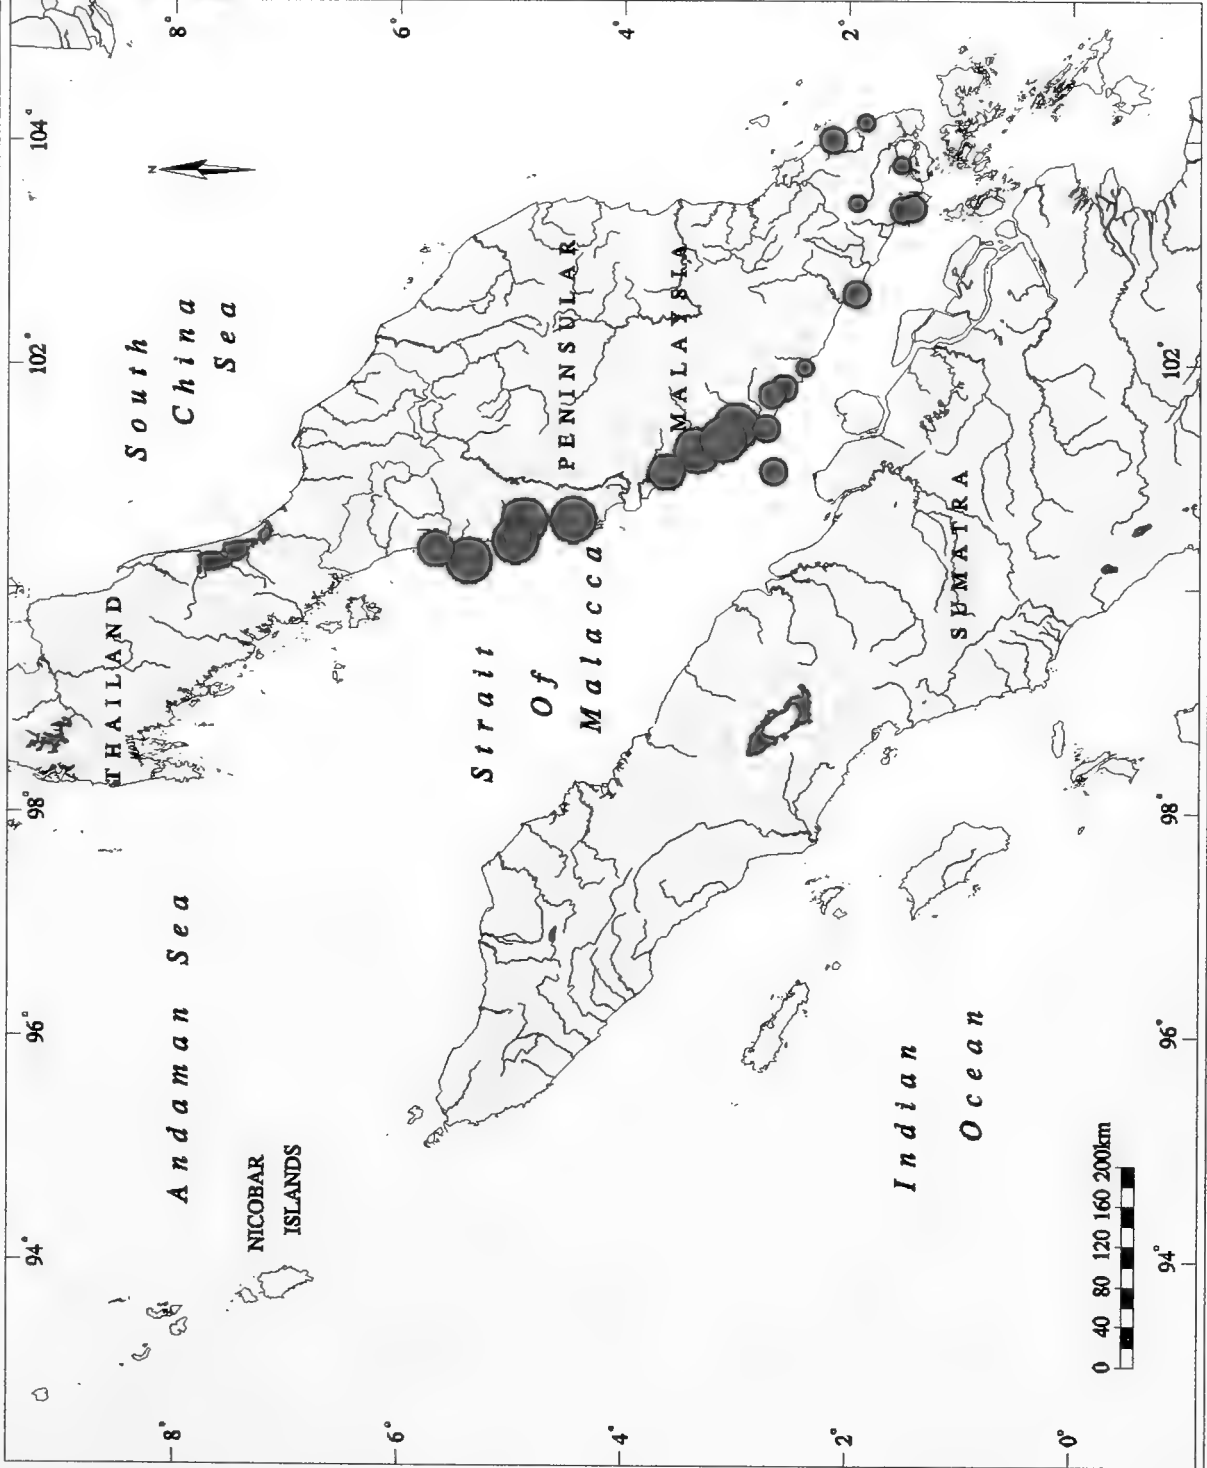 8°
6°
4°
2°
104°
N
102°
South
China
Sea
PENINSULAR
MALAYSIA
102°
THAILAND
Strait
Of
Malacca
SUMATRA
98°
98°
Andaman Sea
96°
96°
NICOBAR
ISLANDS
Indian
Ocean
94°
94°
0 40 80 120 160 200km
8°
6°
4°
2°
0°